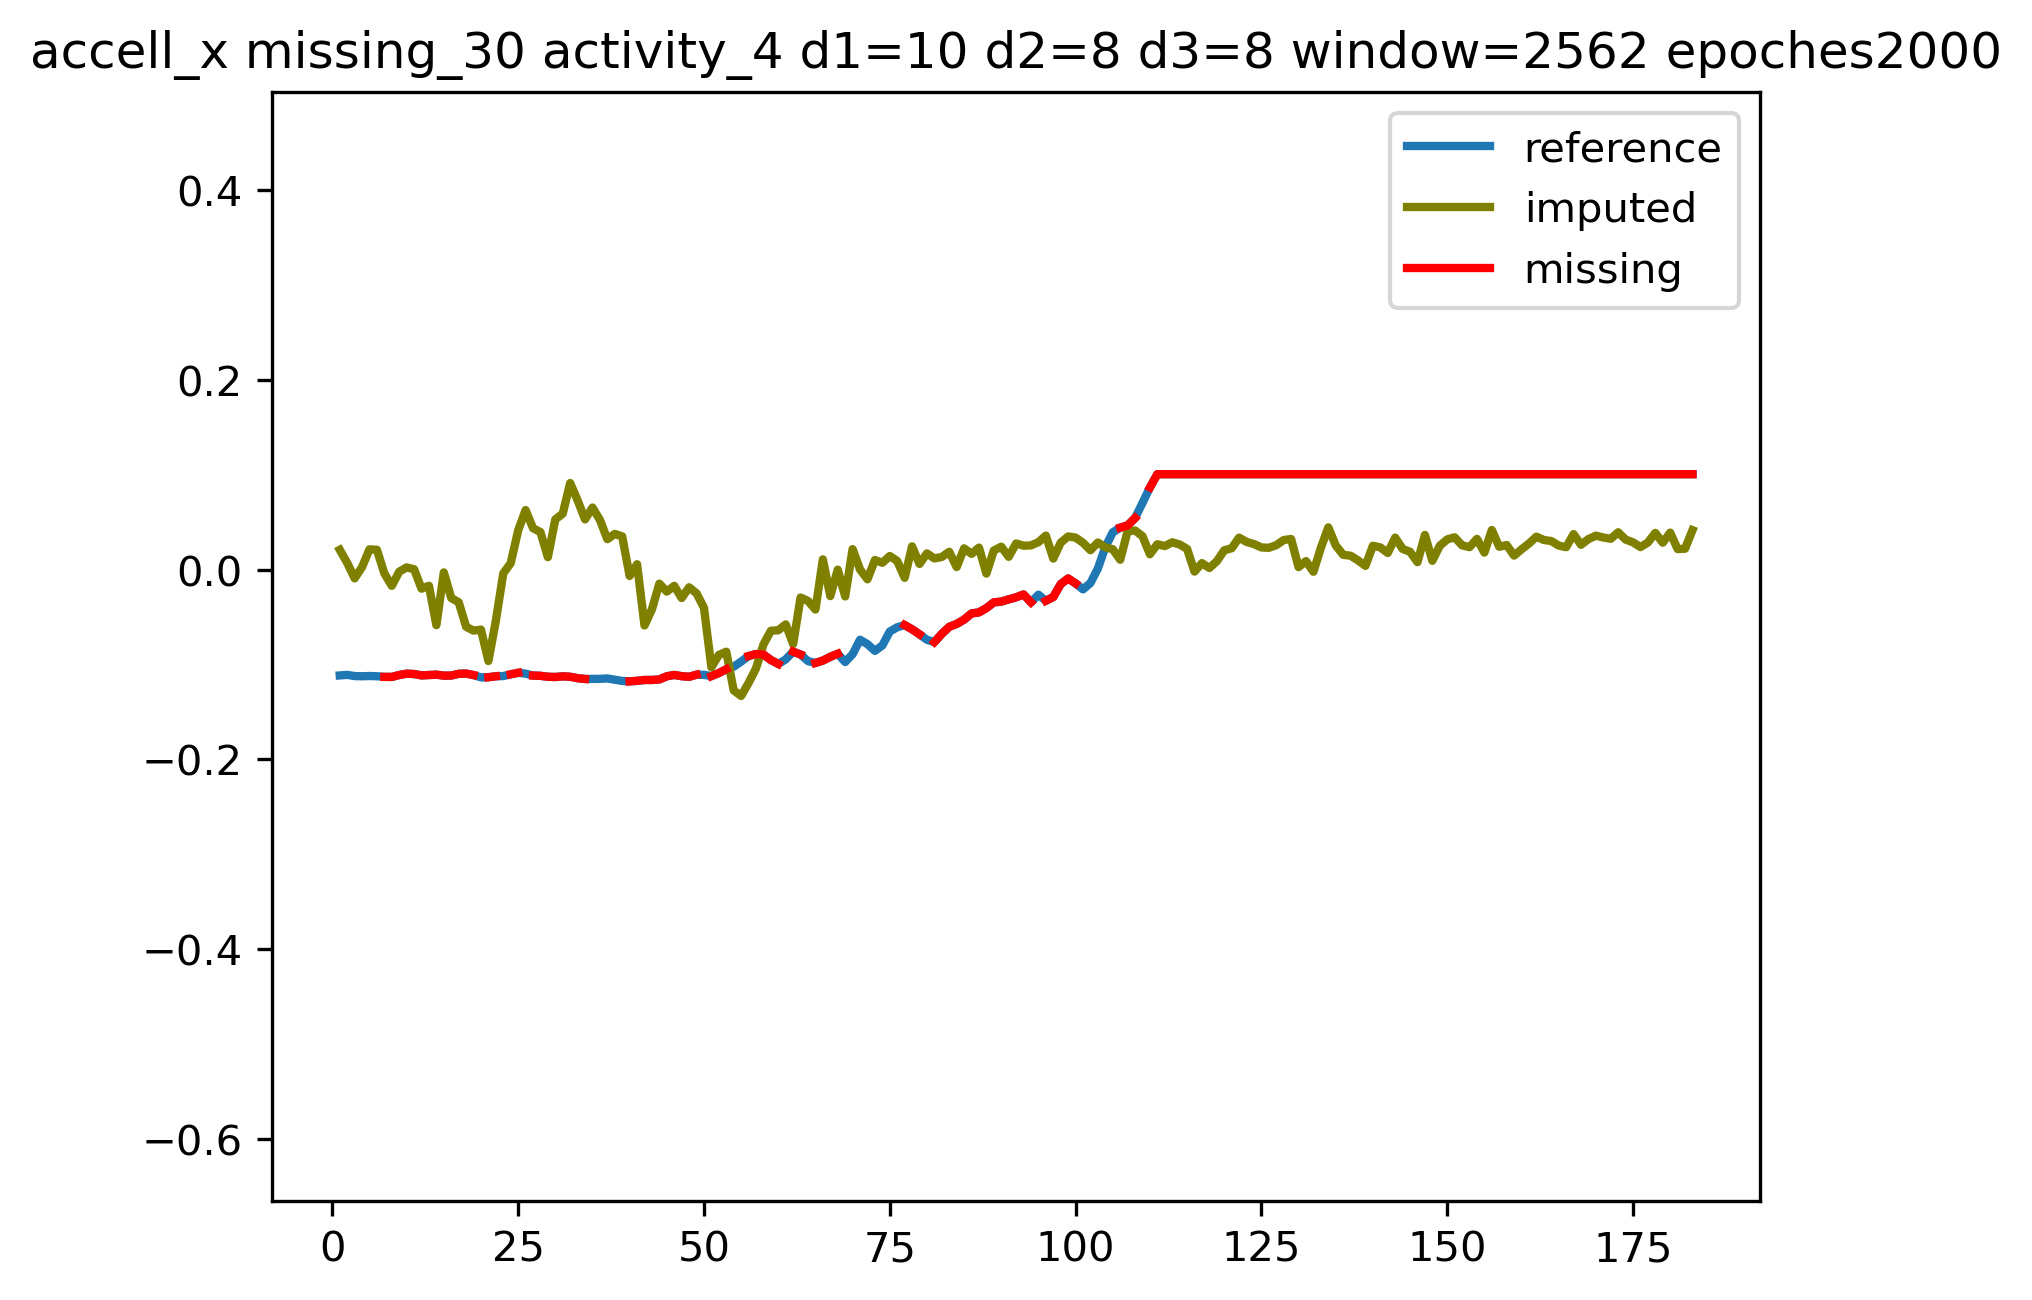 accell_x missing_30 activity_4 d1=10 d2=8 d3=8 window=2562 epoches2000
reference
imputed
missing
0.4
0.2
0.0
−0.2
−0.4
−0.6
0 25 50 75 100 125 150 175